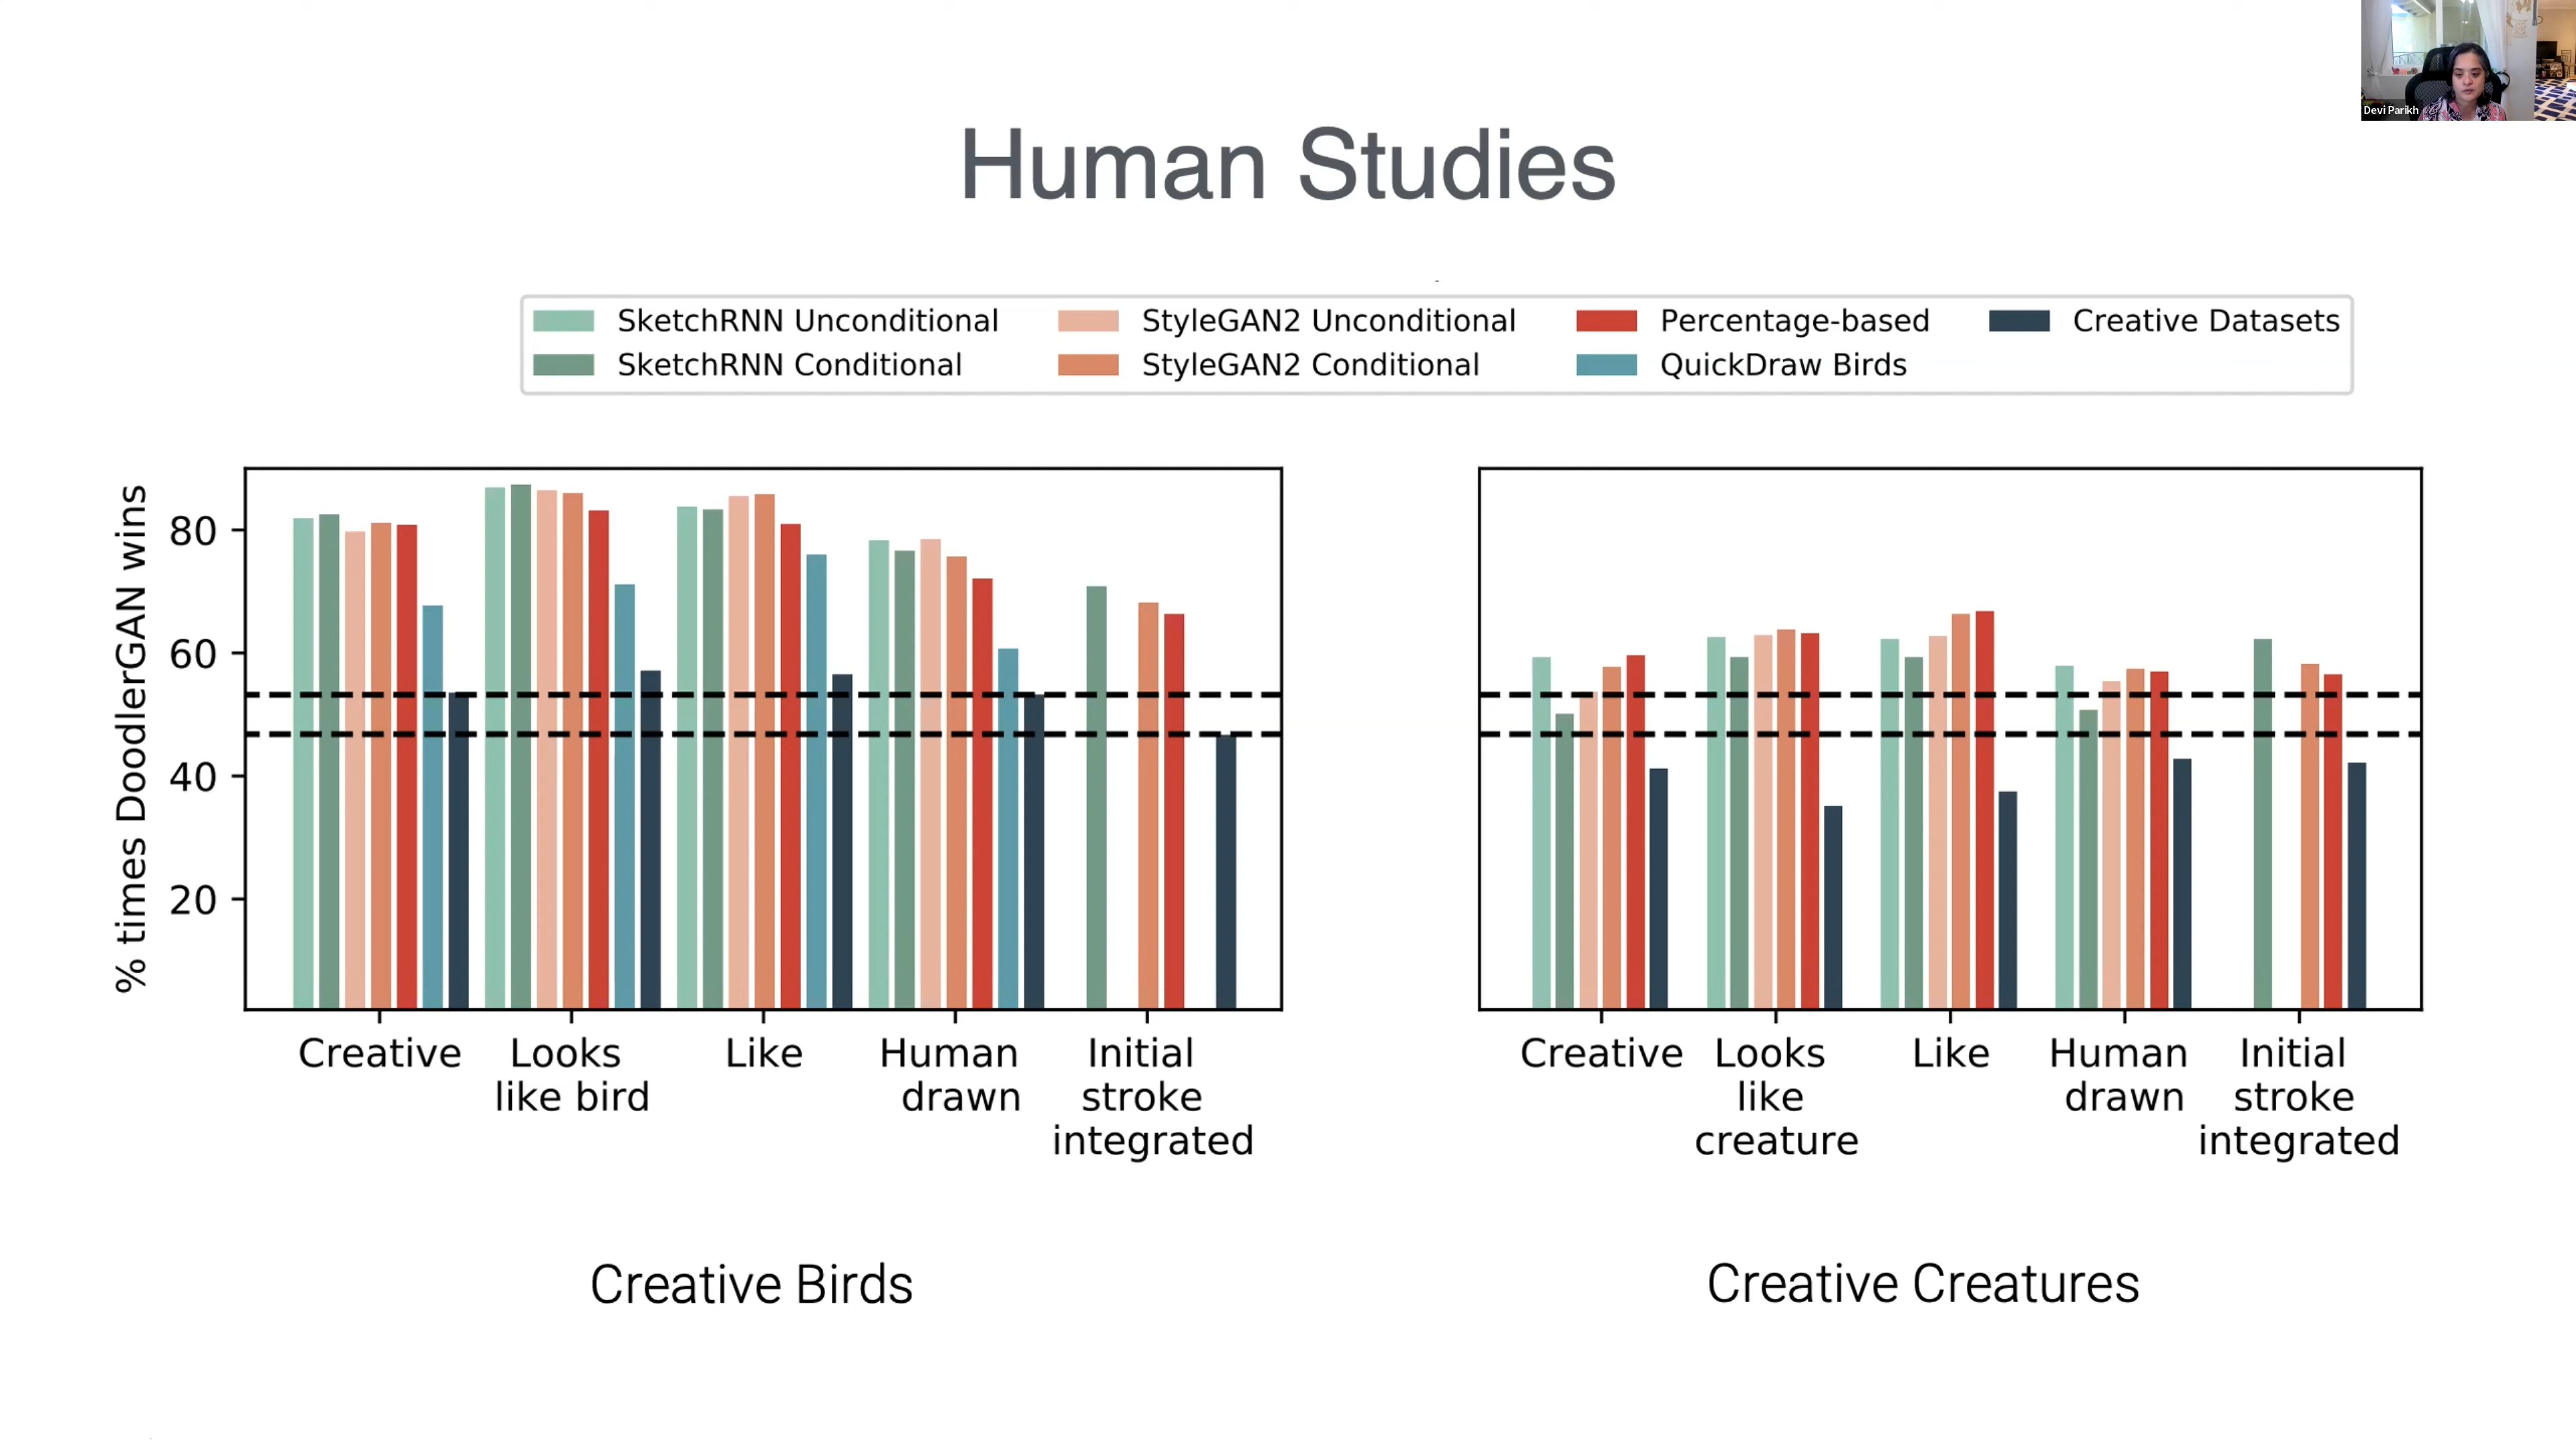 Devi Parikh
Human Studies
SketchRNN Unconditional
SketchRNN Conditional
StyleGAN2 Unconditional
StyleGAN2 Conditional
Percentage-based
QuickDraw Birds
Creative Datasets
% times DoodlerGAN wins
80
60
40
20
Creative
Looks
like bird
Like
Human
drawn
Initial
stroke
integrated
Creative Birds
Creative
Looks
like
creature
Like
Human
drawn
Initial
stroke
integrated
Creative Creatures